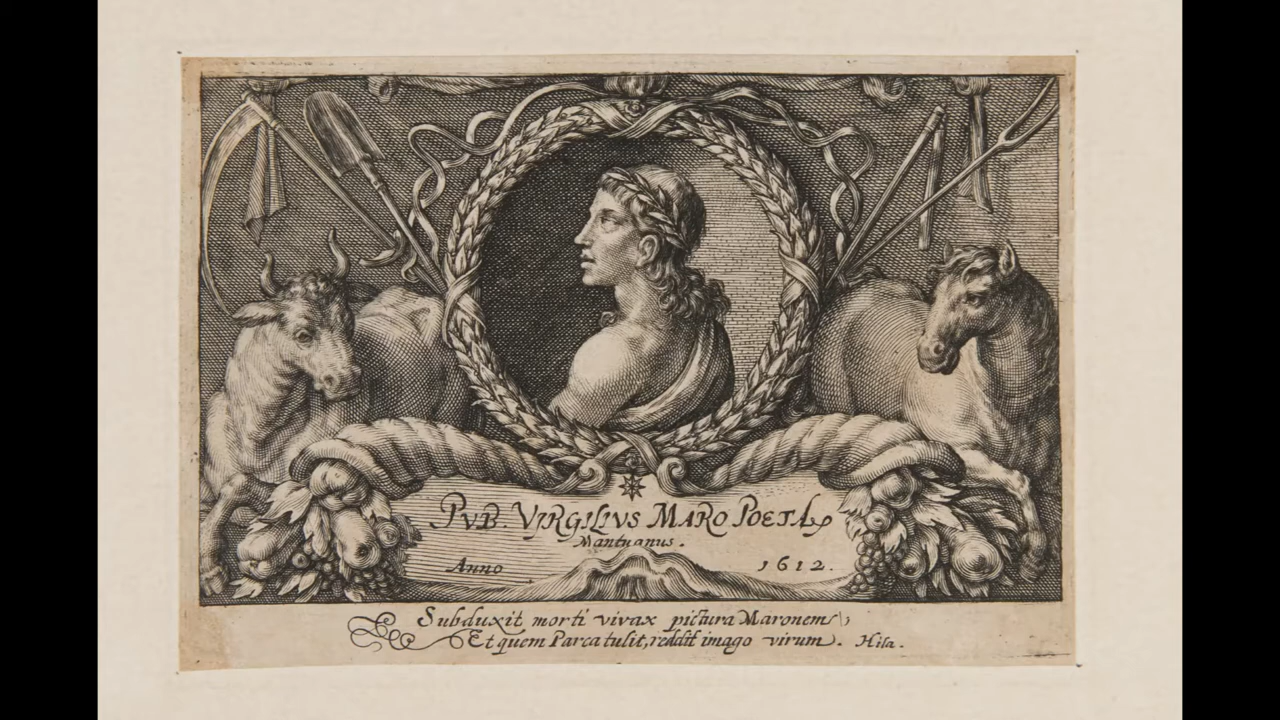 PVB. VIRGILIVS MARO POETA
Mantuanus.
Anno 1612.
Subduxit morti vivax pictura Maronem
Et quem Parca tulit, reddit imago virum. Hila.